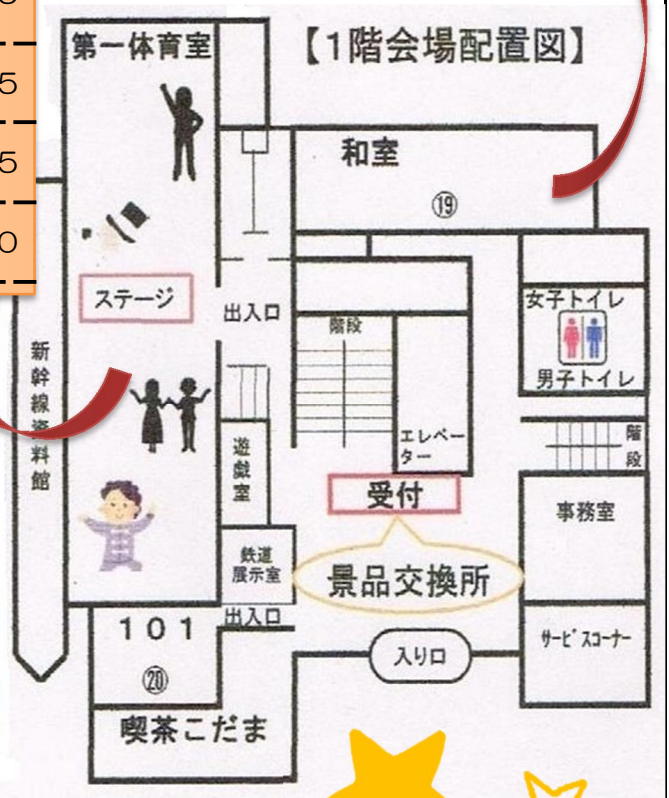 5
5
0
【1階会場配置図】
第一体育室
和室
⑲
ステージ
出入口
階段
女子トイレ
男子トイレ
新幹線資料館
エレベー
ター
階段
遊戯室
受付
事務室
鉄道
展示室
景品交換所
出入口
101
⑳
入り口
サービスコーナー
喫茶こだま